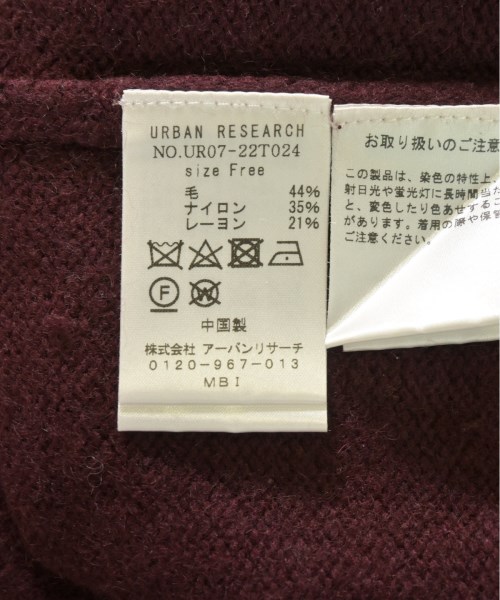 URBAN RESEARCH
NO.UR07-22T024
size Free
毛 44%
ナイロン 35%
レーヨン 21%
F W
中国製
株式会社 アーバンリサーチ
0120-967-013
MBI
お取り扱いのご注意
この製品は、染色の特性上、
射日光や蛍光灯に長時間当た
と、変色したり色あせするこ
があります。着用の際や保管
ご注意ください。